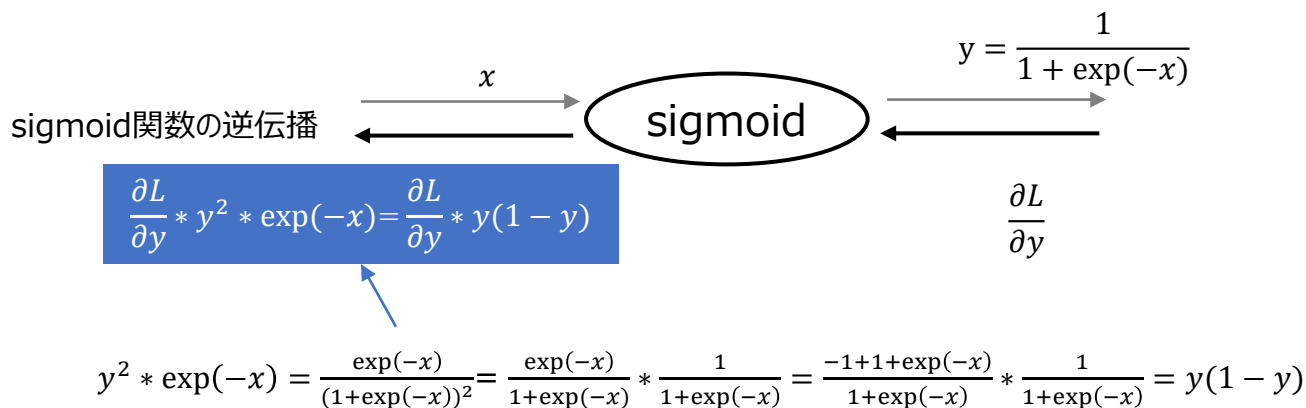 y = 1 / (1 + exp(−x))
x
sigmoid
sigmoid関数の逆伝播
∂L/∂y * y² * exp(−x)=∂L/∂y * y(1 − y)
∂L/∂y
y² * exp(−x) = exp(−x)/(1+exp(−x))² = exp(−x)/1+exp(−x) * 1/1+exp(−x) = −1+1+exp(−x)/1+exp(−x) * 1/1+exp(−x) = y(1 − y)